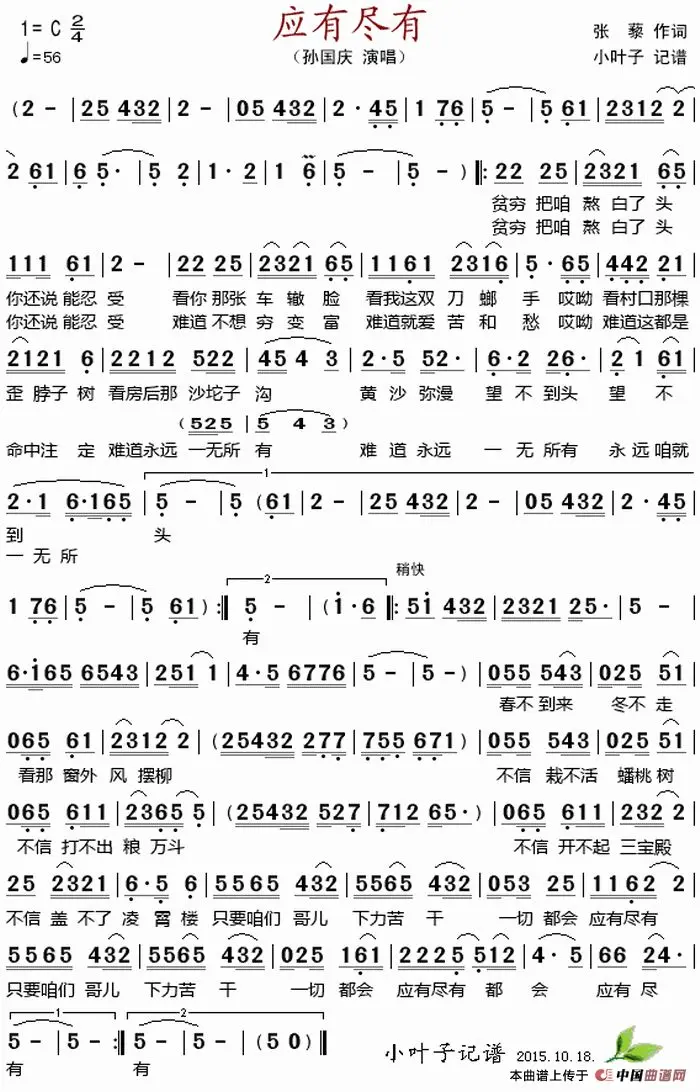 应有尽有
1=C 2/4
♩=56
（孙国庆 演唱）
张 藜 作词
小叶子 记谱
(2 - | 25 432 | 2 - | 05 432 | 2·45 | 1 76 | 5 - | 5 61 | 2312 2 |
2 61 | 6 5· | 5 2 | 1·2 | 1 6 | 5 - | 5 - ) ‖: 22 25 | 2321 65 |
贫穷 把咱 熬 白了 头
贫穷 把咱 熬 白了 头
111 61 | 2 - | 22 25 | 2321 65 | 1161 2316 | 5·65 | 442 21 |
你还说 能忍 受 看你 那张 车 辙 脸 看我这双 刀 螂 手 哎呦 看村口那棵
你还说 能忍 受 难道 不想 穷 变 富 难道就爱 苦 和 愁 哎呦 难道这都是
2121 6 | 2212 522 | 45 4 3 | 2·5 52· | 6·2 26· | 2 1 61 |
歪 脖子 树 看房后那 沙坨子 沟 黄 沙 弥漫 望 不 到头 望 不
(525 | 5 4 3)
命中注 定 难道永远 一无所 有 难 道 永远 一 无 所有 永 远 咱就
2·1 6·165 | 5 - | 5 (61 | 2 - | 25 432 | 2 - | 05 432 | 2·45 |
1
到 头
一 无 所
1 76 | 5 - | 5 61 ) :‖ 5 - | (1·6 ‖: 51 432 | 2321 25· | 5 - |
2
稍快
有
6·165 6543 | 251 1 | 4·5 6776 | 5 - | 5 - ) | 055 543 | 025 51 |
春不 到来 冬不 走
065 61 | 2312 2 | (25432 277 | 755 671) | 055 543 | 025 51 |
看那 窗外 风 摆柳 不信 栽不活 蟠桃 树
065 611 | 2365 5 | (25432 527 | 712 65·) | 065 611 | 232 2 |
不信 打不出 粮 万斗 不信 开不起 三宝殿
25 2321 | 6·5 6 | 5565 432 | 5565 432 | 053 25 | 1162 2 |
不信 盖 不了 凌 霄 楼 只要咱们 哥儿 下力苦 干 一切 都会 应有尽有
5565 432 | 5565 432 | 025 161 | 2225 512 | 4·5 | 66 24· |
只要咱们 哥儿 下力苦 干 一切 都会 应有尽有 都 会 应有 尽
1 2
5 - :‖ 5 - | 5 - | (5 0) ‖
有 有
小叶子记谱 2015.10.18.
本曲谱上传于 中国曲谱网